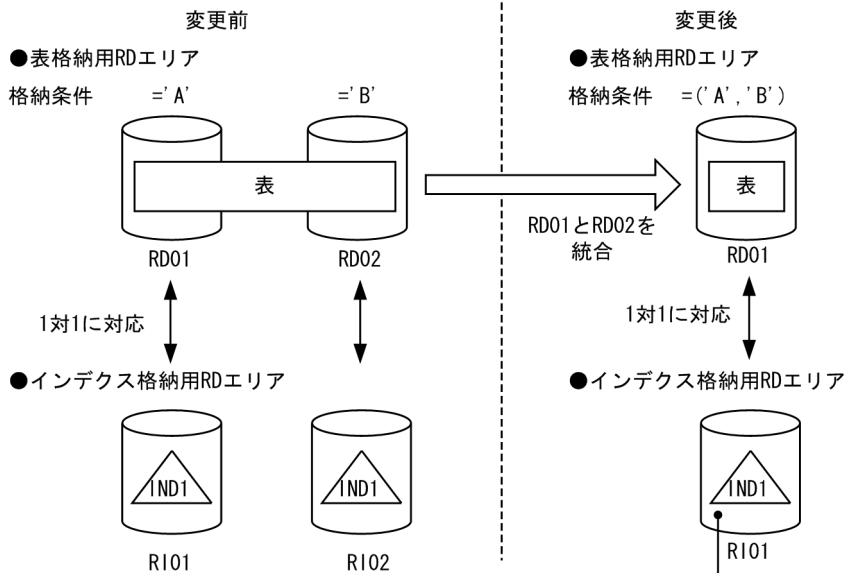 変更前
●表格納用RDエリア
格納条件 ='A' ='B'
表
RD01 RD02
1対1に対応
●インデクス格納用RDエリア
IND1 IND1
RI01 RI02
RD01とRD02を
統合
変更後
●表格納用RDエリア
格納条件 =('A','B')
表
RD01
1対1に対応
●インデクス格納用RDエリア
IND1
RI01